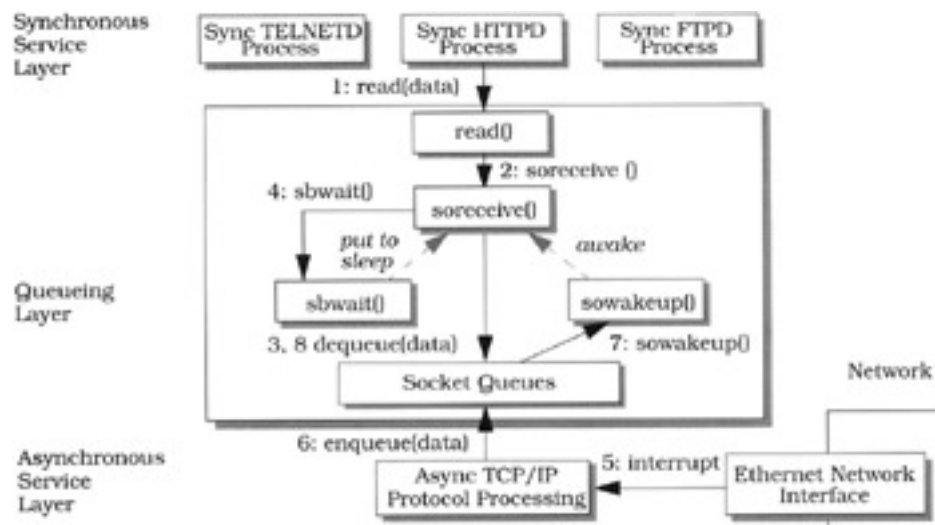 Synchronous
Service
Layer
Sync TELNETD
Process
Sync HTTPD
Process
Sync FTPD
Process
1: read(data)
read()
2: soreceive ()
4: sbwait()
soreceive()
put to
sleep
awake
Queueing
Layer
sbwait()
sowakeup()
3, 8 dequeue(data)
7: sowakeup()
Socket Queues
Network
6: enqueue(data)
Asynchronous
Service
Layer
Async TCP/IP
Protocol Processing
5: interrupt
Ethernet Network
Interface